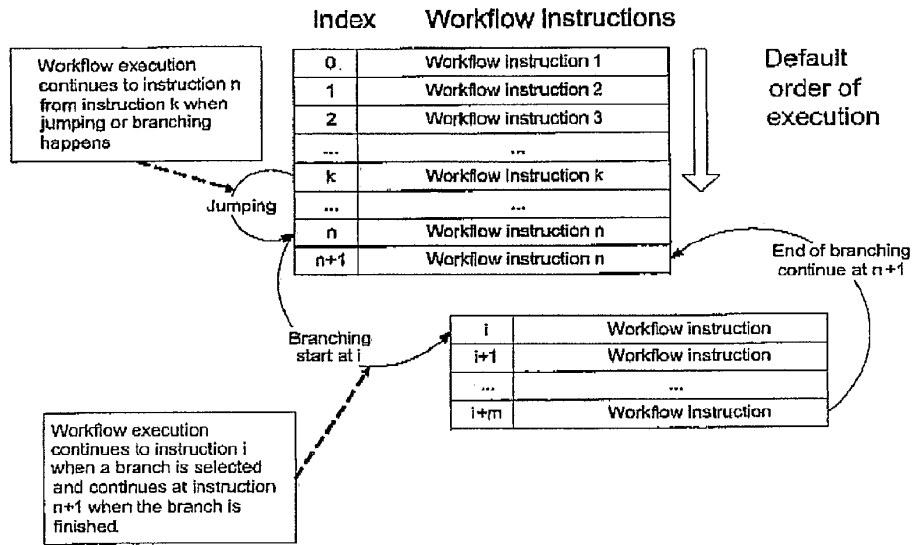 Index Workflow Instructions
Workflow execution
continues to instruction n
from instruction k when
jumping or branching
happens
0. Workflow instruction 1
1 Workflow instruction 2
2 Workflow instruction 3
... ...
k Workflow Instruction k
... ...
n Workflow instruction n
n+1 Workflow instruction n
Default
order of
execution
Jumping
End of branching
continue at n+1
Branching
start at i
i Workflow instruction
i+1 Workflow instruction
... ...
i+m Workflow Instruction
Workflow execution
continues to instruction i
when a branch is selected
and continues at instruction
n+1 when the branch is
finished.